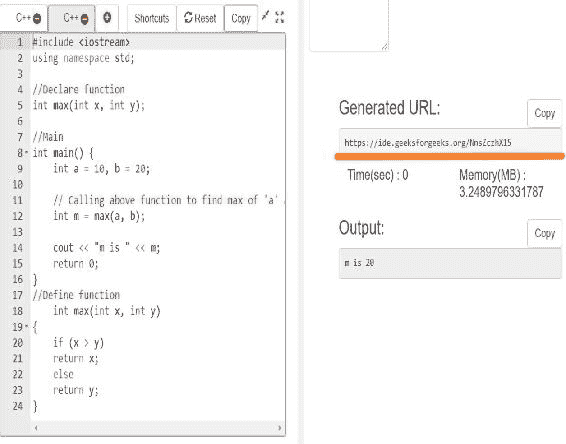 C++
C++
Shortcuts
Reset
Copy
1 #include <iostream>
2 using namespace std;
3
4 //Declare function
5 int max(int x, int y);
6
7 //Main
8 int main() {
9 int a = 10, b = 20;
10
11 // Calling above function to find max of 'a'
12 int m = max(a, b);
13
14 cout << "m is " << m;
15 return 0;
16 }
17 //Define function
18 int max(int x, int y)
19 {
20 if (x > y)
21 return x;
22 else
23 return y;
24 }
Generated URL:
Copy
Time(sec) : 0
Memory(MB) :
3.2489796331787
Output:
Copy
m is 20